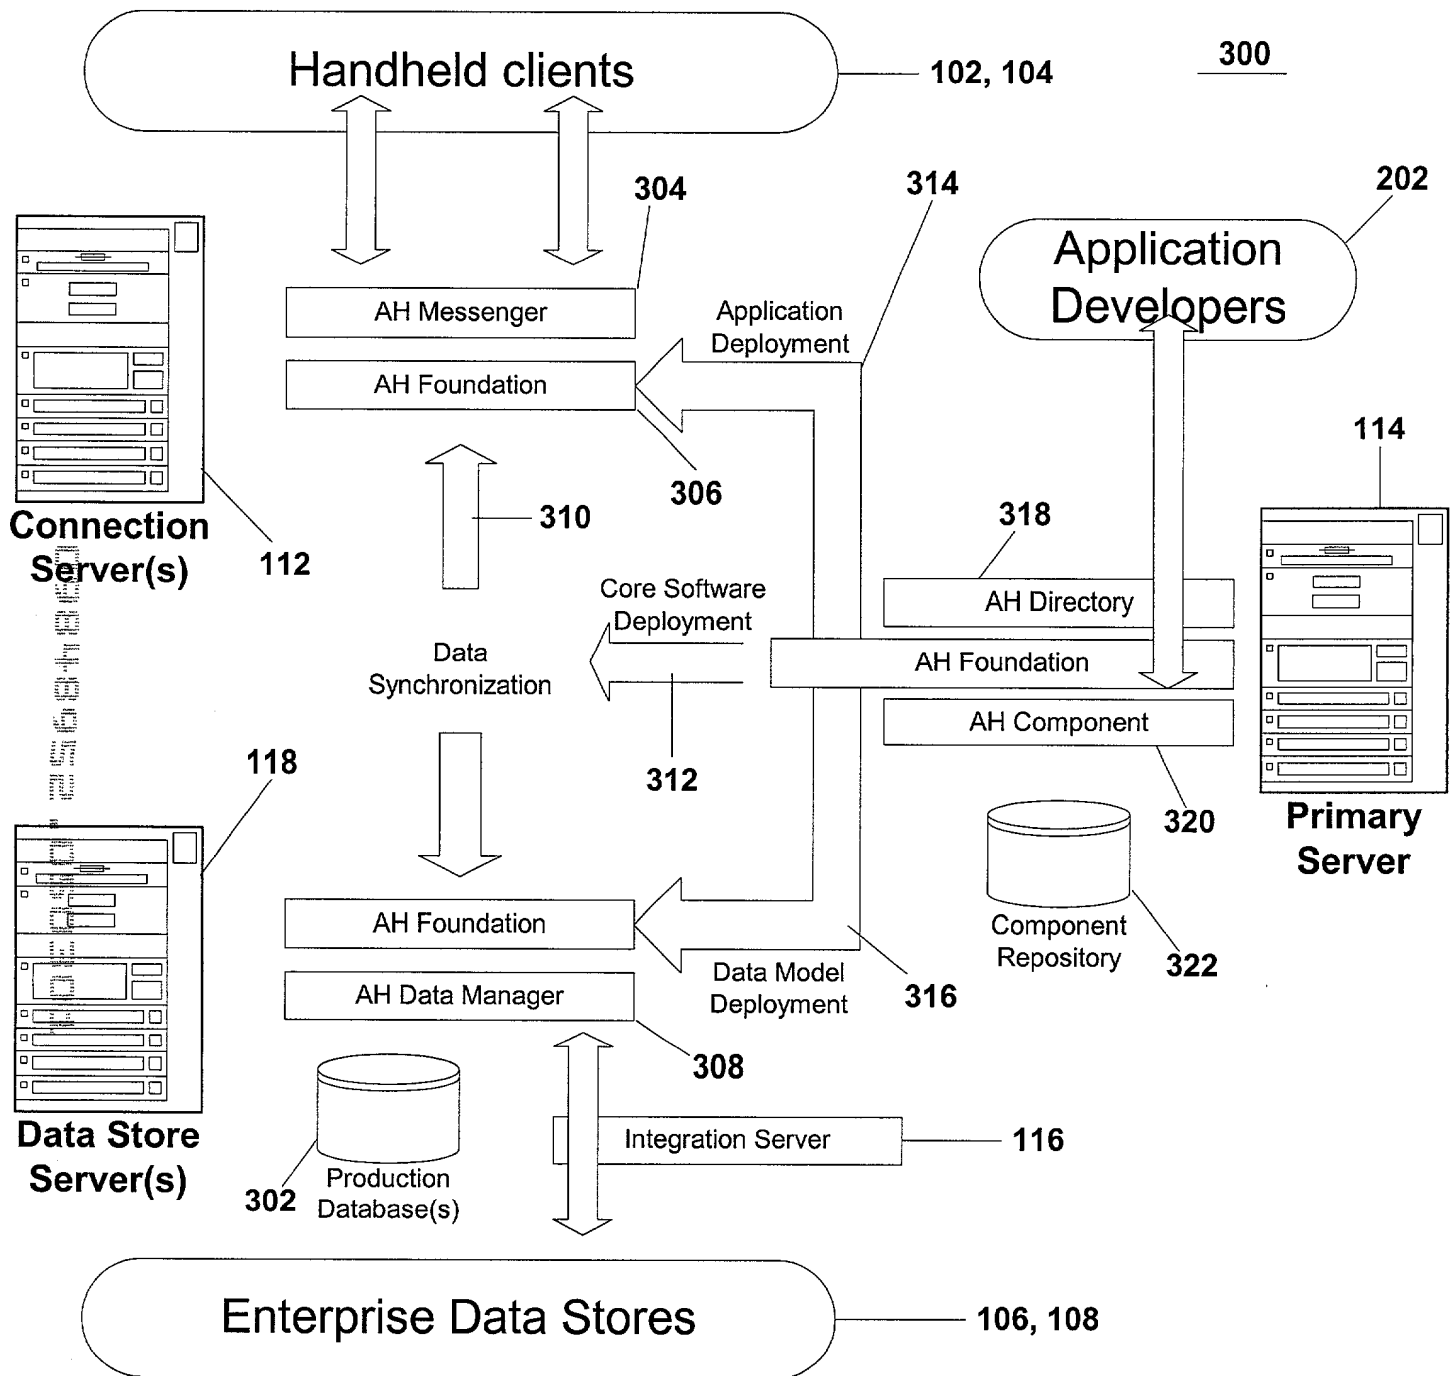 Handheld clients
102, 104
300
304
314
202
Application
Developers
AH Messenger
Application
Deployment
AH Foundation
306
114
310
Connection
Server(s)
112
318
Core Software
Deployment
AH Directory
Data
Synchronization
AH Foundation
AH Component
312
118
320
Primary
Server
Component
Repository
322
AH Foundation
Data Model
Deployment
316
AH Data Manager
308
Data Store
Server(s)
Integration Server
116
302
Production
Database(s)
Enterprise Data Stores
106, 108